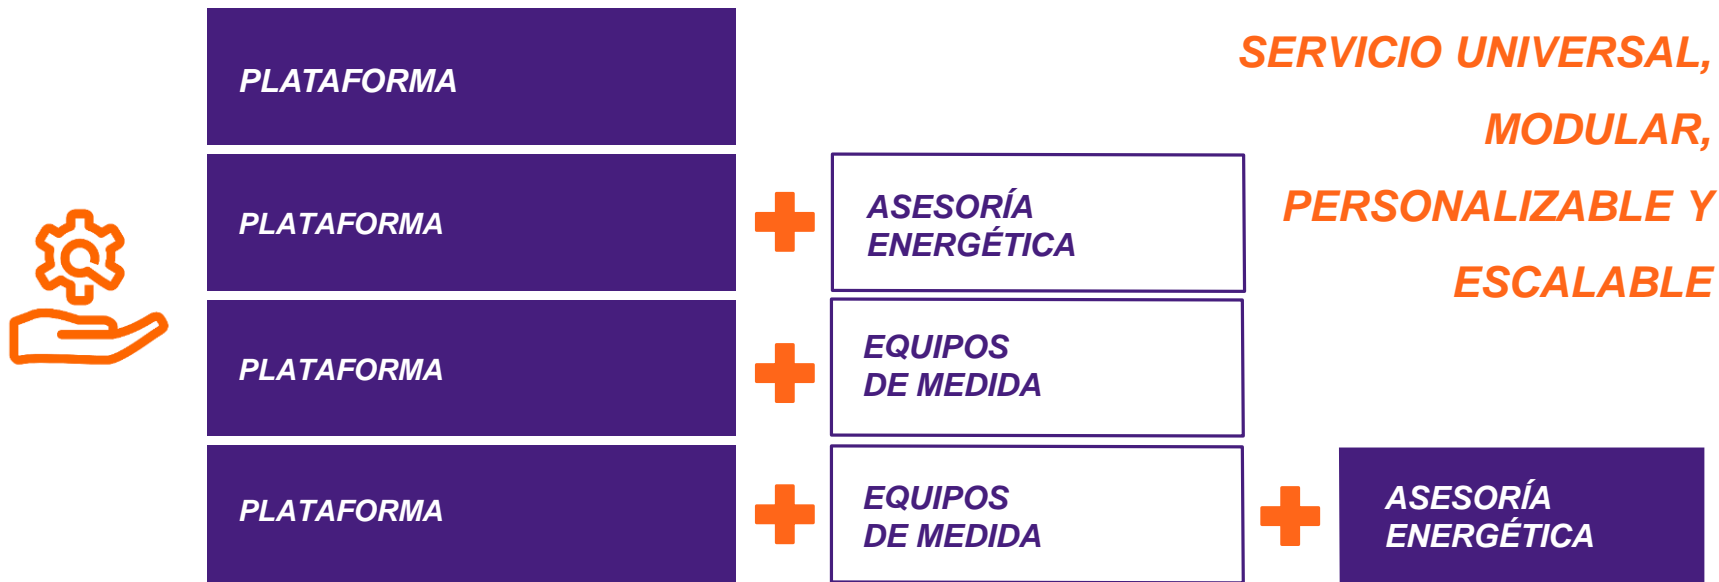 PLATAFORMA
SERVICIO UNIVERSAL,
MODULAR,
PERSONALIZABLE Y
ESCALABLE
PLATAFORMA
ASESORÍA
ENERGÉTICA
PLATAFORMA
EQUIPOS
DE MEDIDA
PLATAFORMA
EQUIPOS
DE MEDIDA
ASESORÍA
ENERGÉTICA